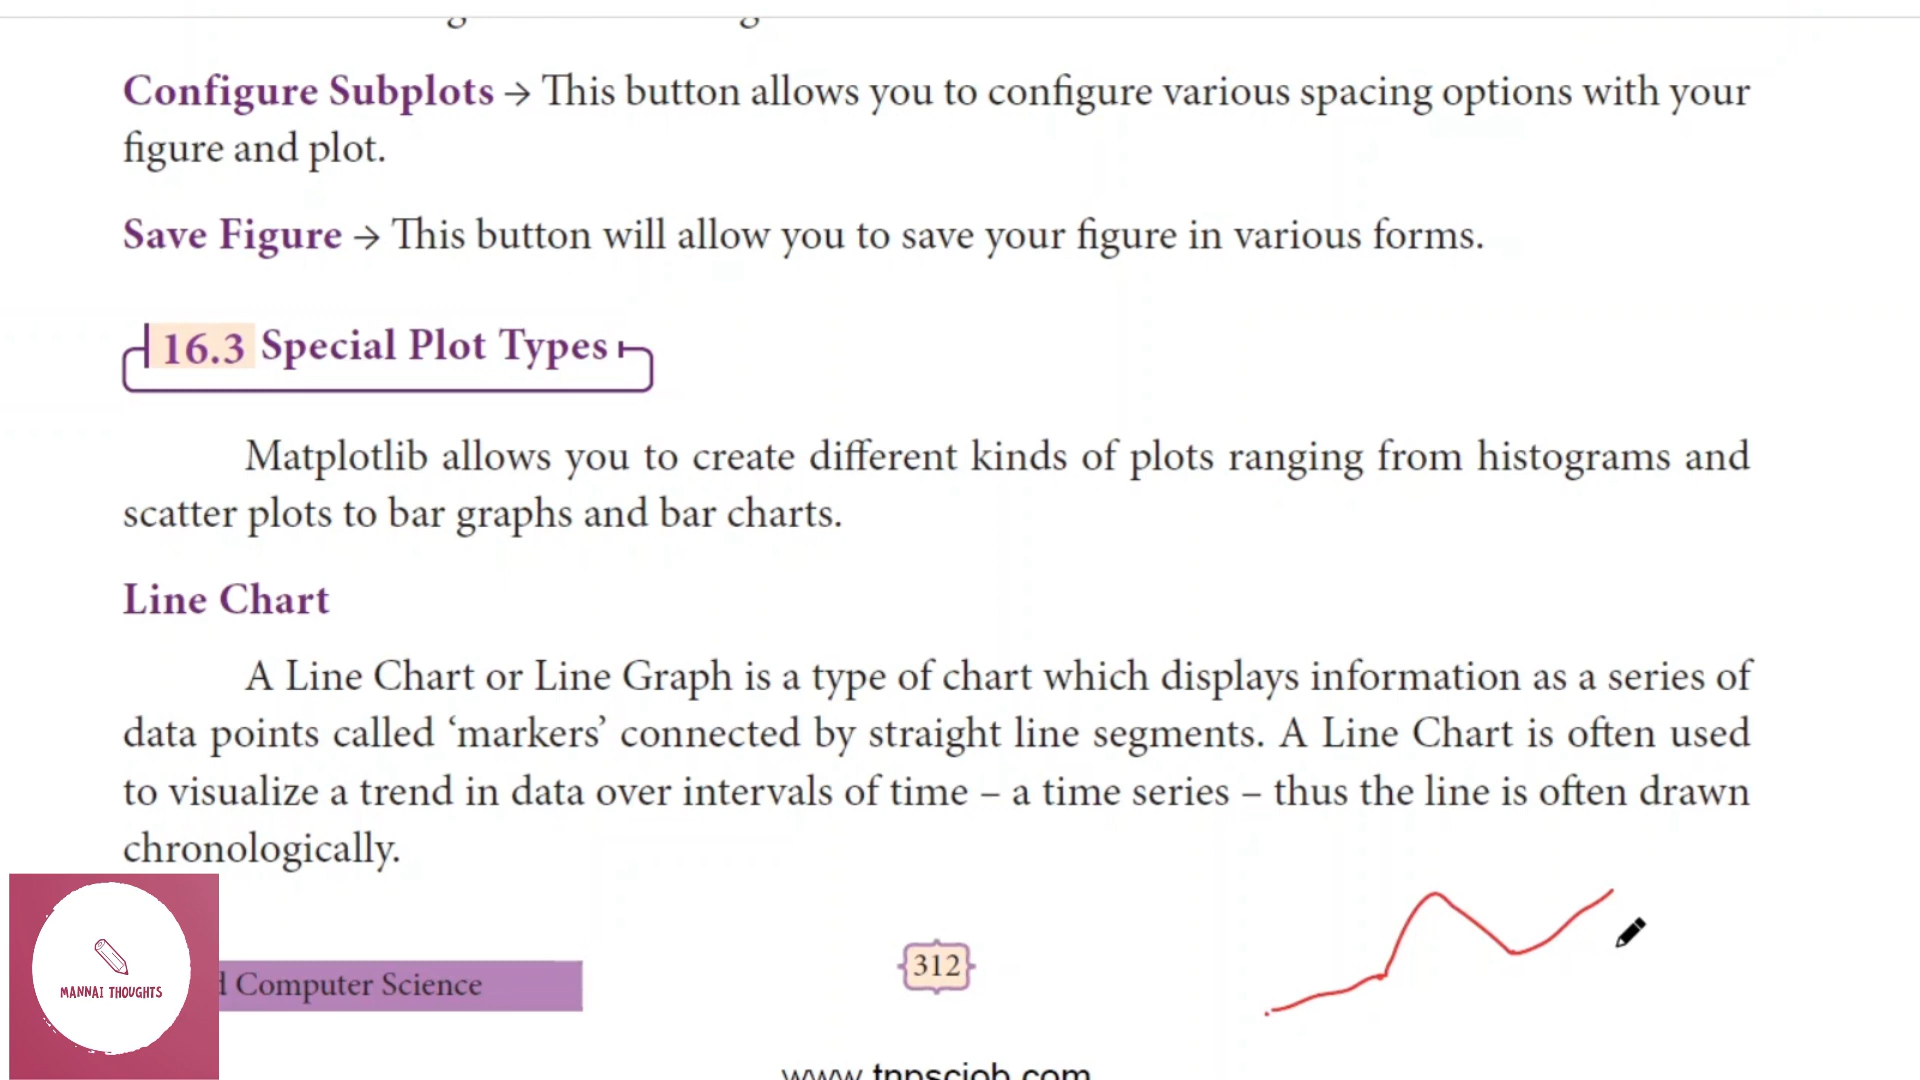 Configure Subplots → This button allows you to configure various spacing options with your
figure and plot.
Save Figure → This button will allow you to save your figure in various forms.
16.3 Special Plot Types
Matplotlib allows you to create different kinds of plots ranging from histograms and
scatter plots to bar graphs and bar charts.
Line Chart
A Line Chart or Line Graph is a type of chart which displays information as a series of
data points called ‘markers’ connected by straight line segments. A Line Chart is often used
to visualize a trend in data over intervals of time – a time series – thus the line is often drawn
chronologically.
MANNAI THOUGHTS
Computer Science
312
www.tnpscjob.com